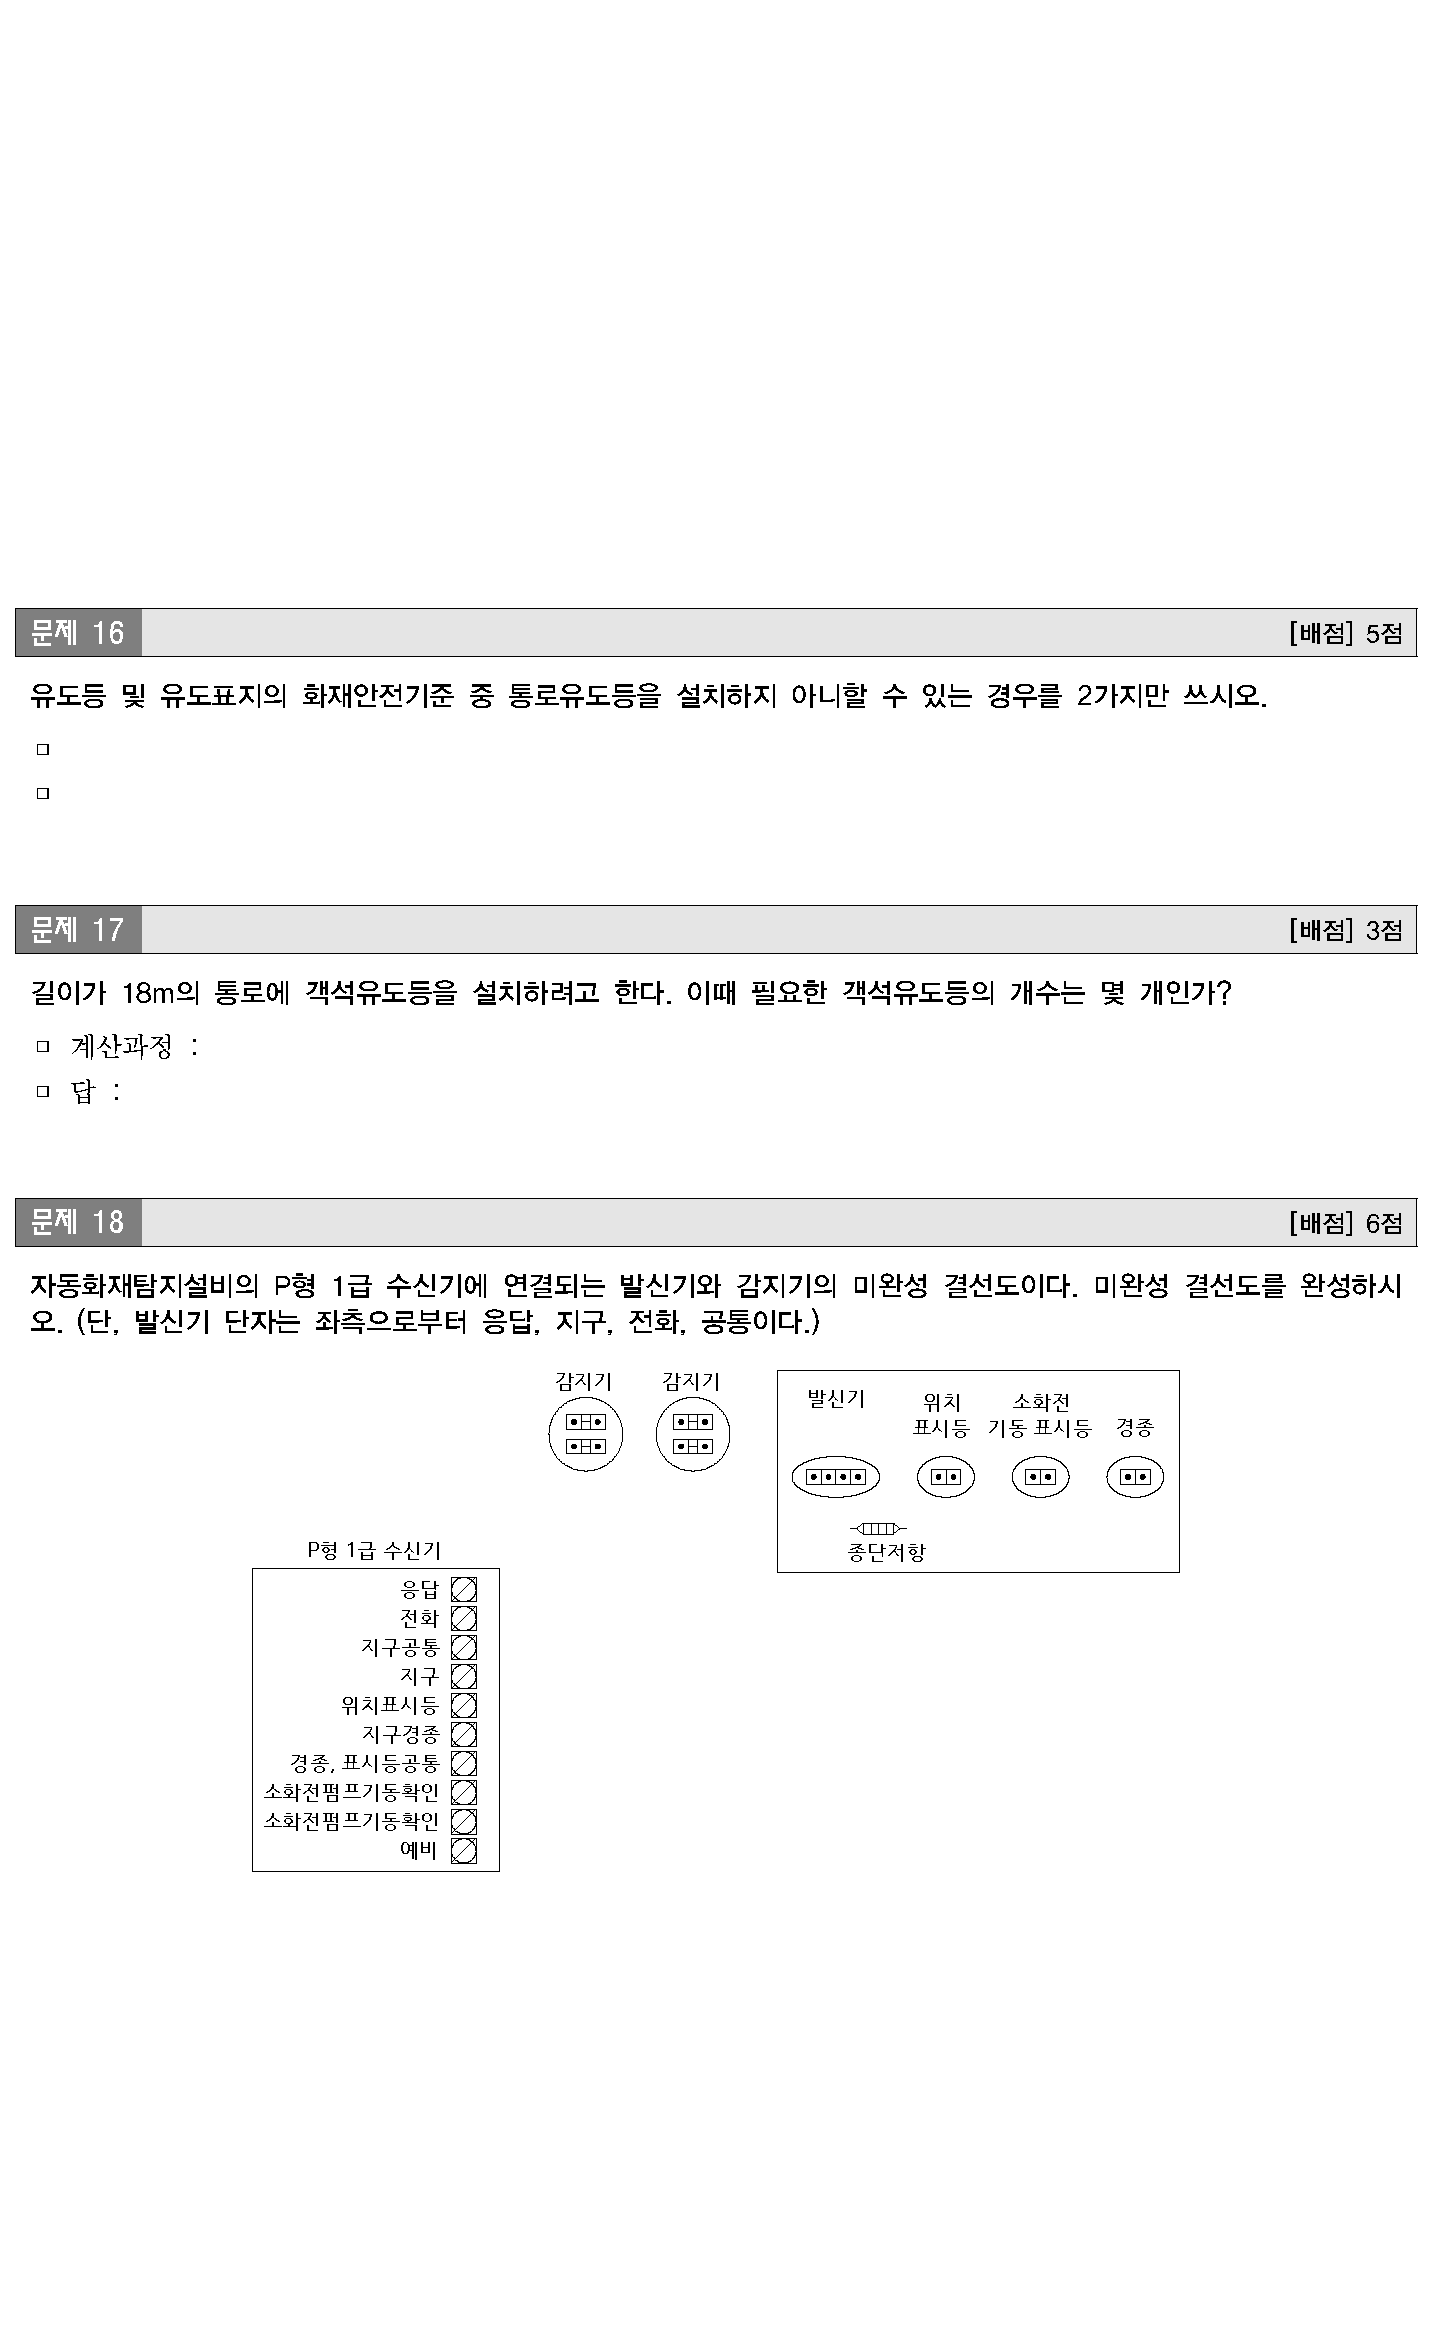 문제 16 [배점] 5점
유도등 및 유도표지의 화재안전기준 중 통로유도등을 설치하지 아니할 수 있는 경우를 2가지만 쓰시오.
문제 17 [배점] 3점
길이가 18m의 통로에 객석유도등을 설치하려고 한다. 이때 필요한 객석유도등의 개수는 몇 개인가?
계산과정 :
답 :
문제 18 [배점] 6점
자동화재탐지설비의 P형 1급 수신기에 연결되는 발신기와 감지기의 미완성 결선도이다. 미완성 결선도를 완성하시
오. (단, 발신기 단자는 좌측으로부터 응답, 지구, 전화, 공통이다.)
감지기 감지기
발신기
위치
표시등
소화전
기동 표시등
경종
종단저항
P형 1급 수신기
응답
전화
지구공통
지구
위치표시등
지구경종
경종, 표시등공통
소화전펌프기동확인
소화전펌프기동확인
예비